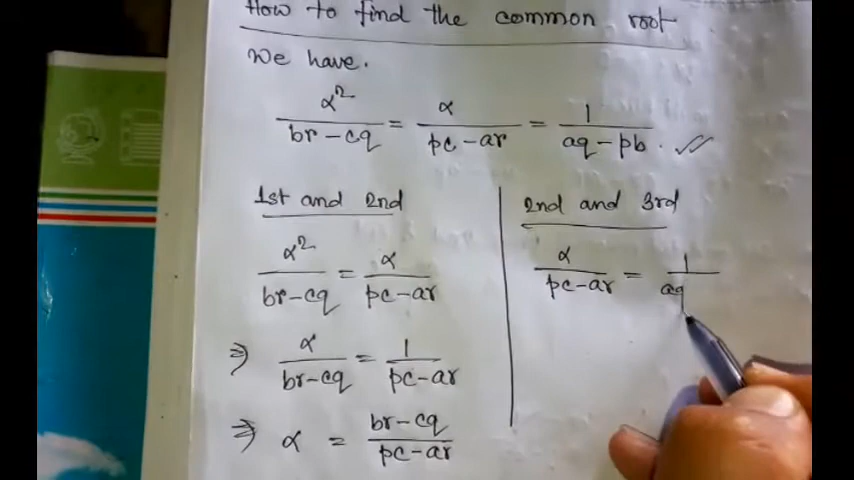 How to find the common root
We have.
α²/(br-cq) = α/(pc-ar) = 1/(aq-pb).
1st and 2nd
α²/(br-cq) = α/(pc-ar)
⇒ α/(br-cq) = 1/(pc-ar)
⇒ α = (br-cq)/(pc-ar)
2nd and 3rd
α/(pc-ar) = 1/aq